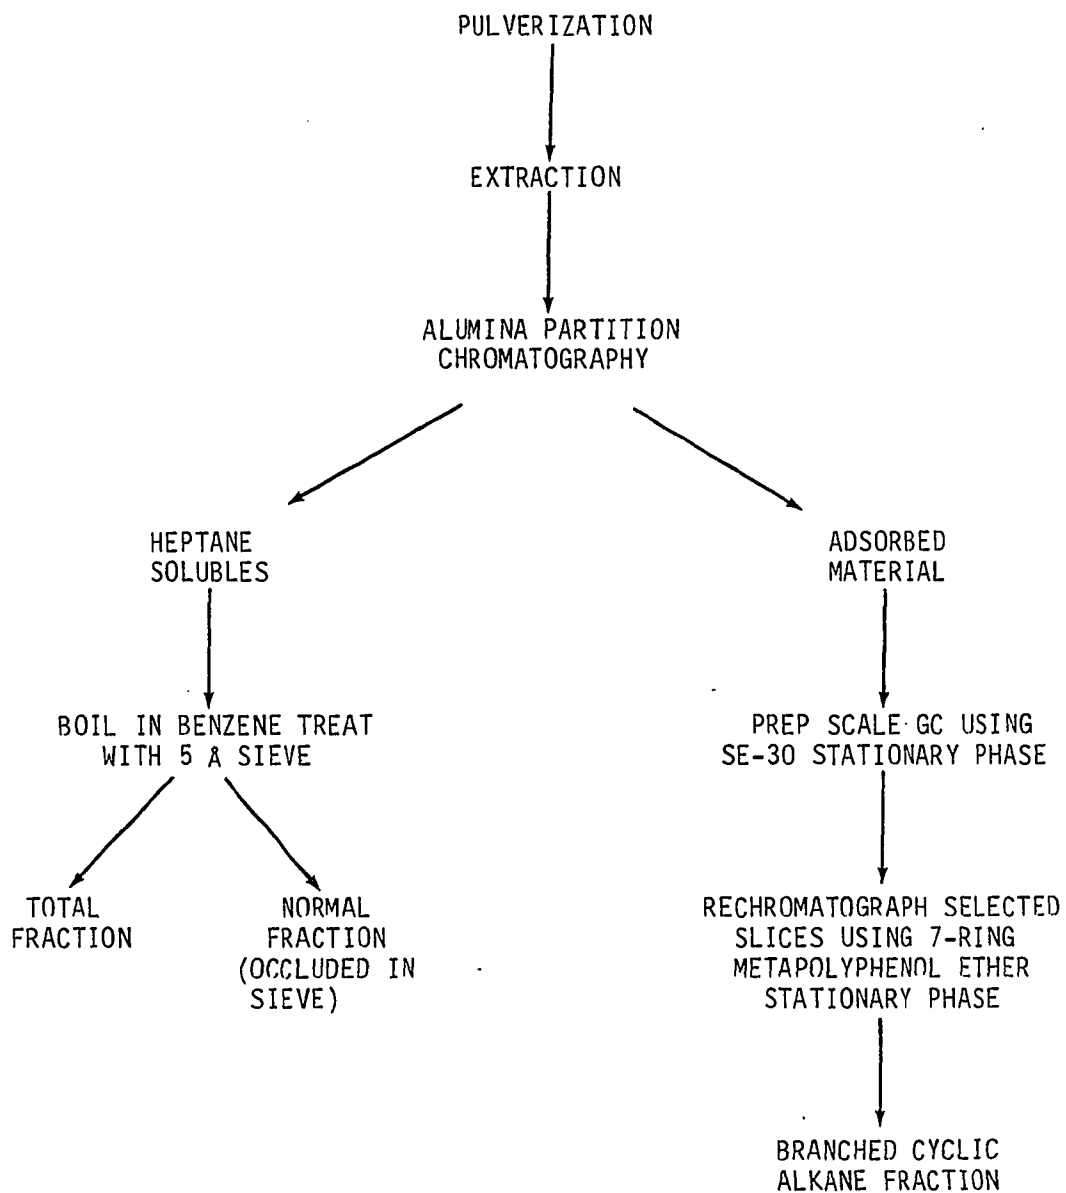 PULVERIZATION
EXTRACTION
ALUMINA PARTITION
CHROMATOGRAPHY
HEPTANE
SOLUBLES
ADSORBED
MATERIAL
BOIL IN BENZENE TREAT
WITH 5 Å SIEVE
PREP SCALE GC USING
SE-30 STATIONARY PHASE
TOTAL
FRACTION
NORMAL
FRACTION
(OCCLUDED IN
SIEVE)
RECHROMATOGRAPH SELECTED
SLICES USING 7-RING
METAPOLYPHENOL ETHER
STATIONARY PHASE
BRANCHED CYCLIC
ALKANE FRACTION